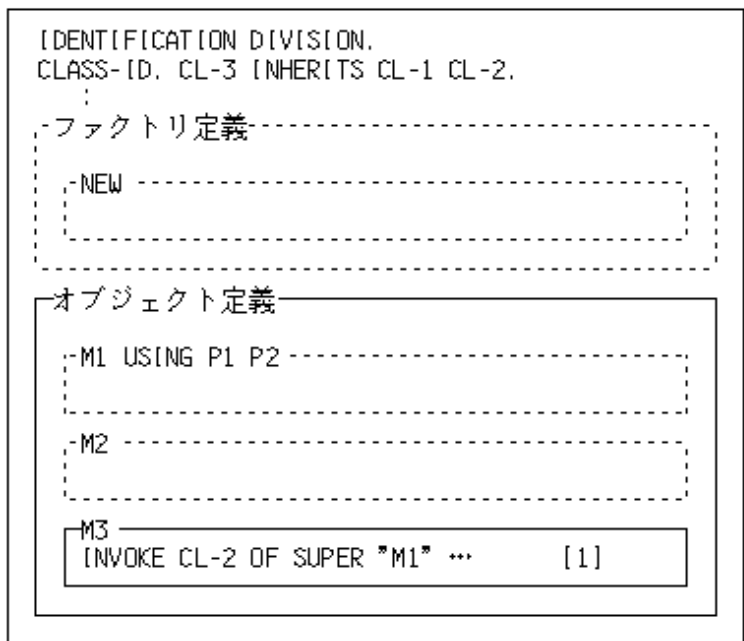 IDENTIFICATION DIVISION.
CLASS-ID. CL-3 INHERITS CL-1 CL-2.
:
ファクトリ定義
NEW
オブジェクト定義
M1 USING P1 P2
M2
M3
INVOKE CL-2 OF SUPER "M1" … [1]